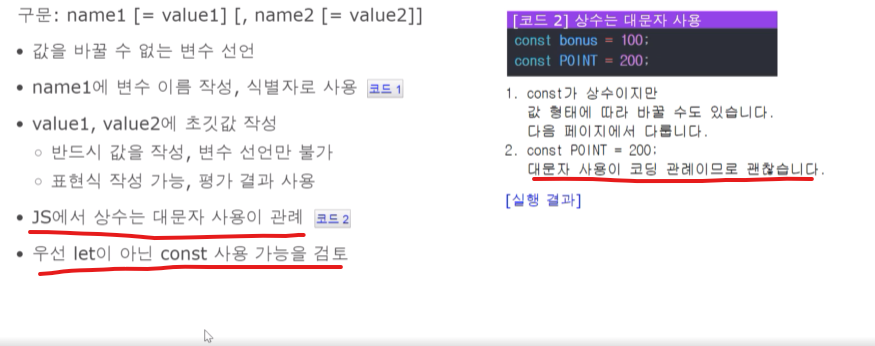 구문: name1 [= value1] [, name2 [= value2]]
• 값을 바꿀 수 없는 변수 선언
• name1에 변수 이름 작성, 식별자로 사용 코드 1
• value1, value2에 초깃값 작성
○ 반드시 값을 작성, 변수 선언만 불가
○ 표현식 작성 가능, 평가 결과 사용
• JS에서 상수는 대문자 사용이 관례 코드 2
• 우선 let이 아닌 const 사용 가능을 검토
[코드 2] 상수는 대문자 사용
const bonus = 100;
const POINT = 200;
1. const가 상수이지만
값 형태에 따라 바꿀 수도 있습니다.
다음 페이지에서 다룹니다.
2. const POINT = 200;
대문자 사용이 코딩 관례이므로 괜찮습니다.
[실행 결과]